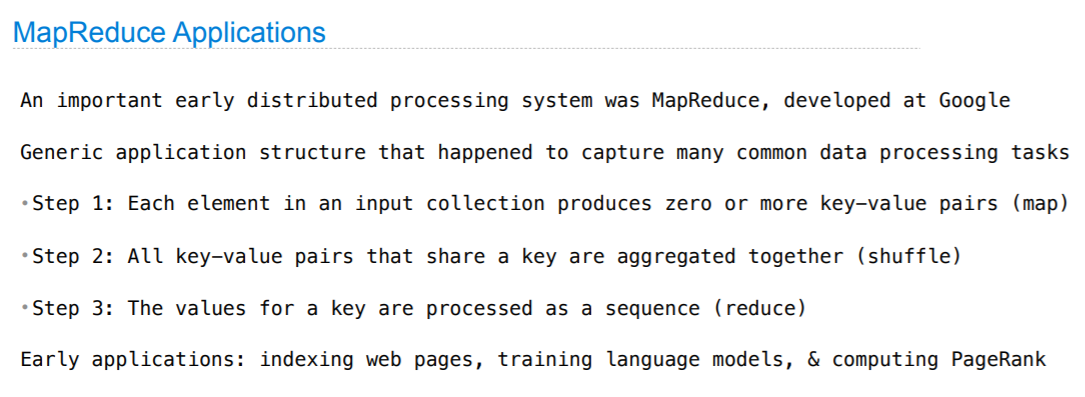 MapReduce Applications
An important early distributed processing system was MapReduce, developed at Google
Generic application structure that happened to capture many common data processing tasks
•Step 1: Each element in an input collection produces zero or more key–value pairs (map)
•Step 2: All key–value pairs that share a key are aggregated together (shuffle)
•Step 3: The values for a key are processed as a sequence (reduce)
Early applications: indexing web pages, training language models, & computing PageRank